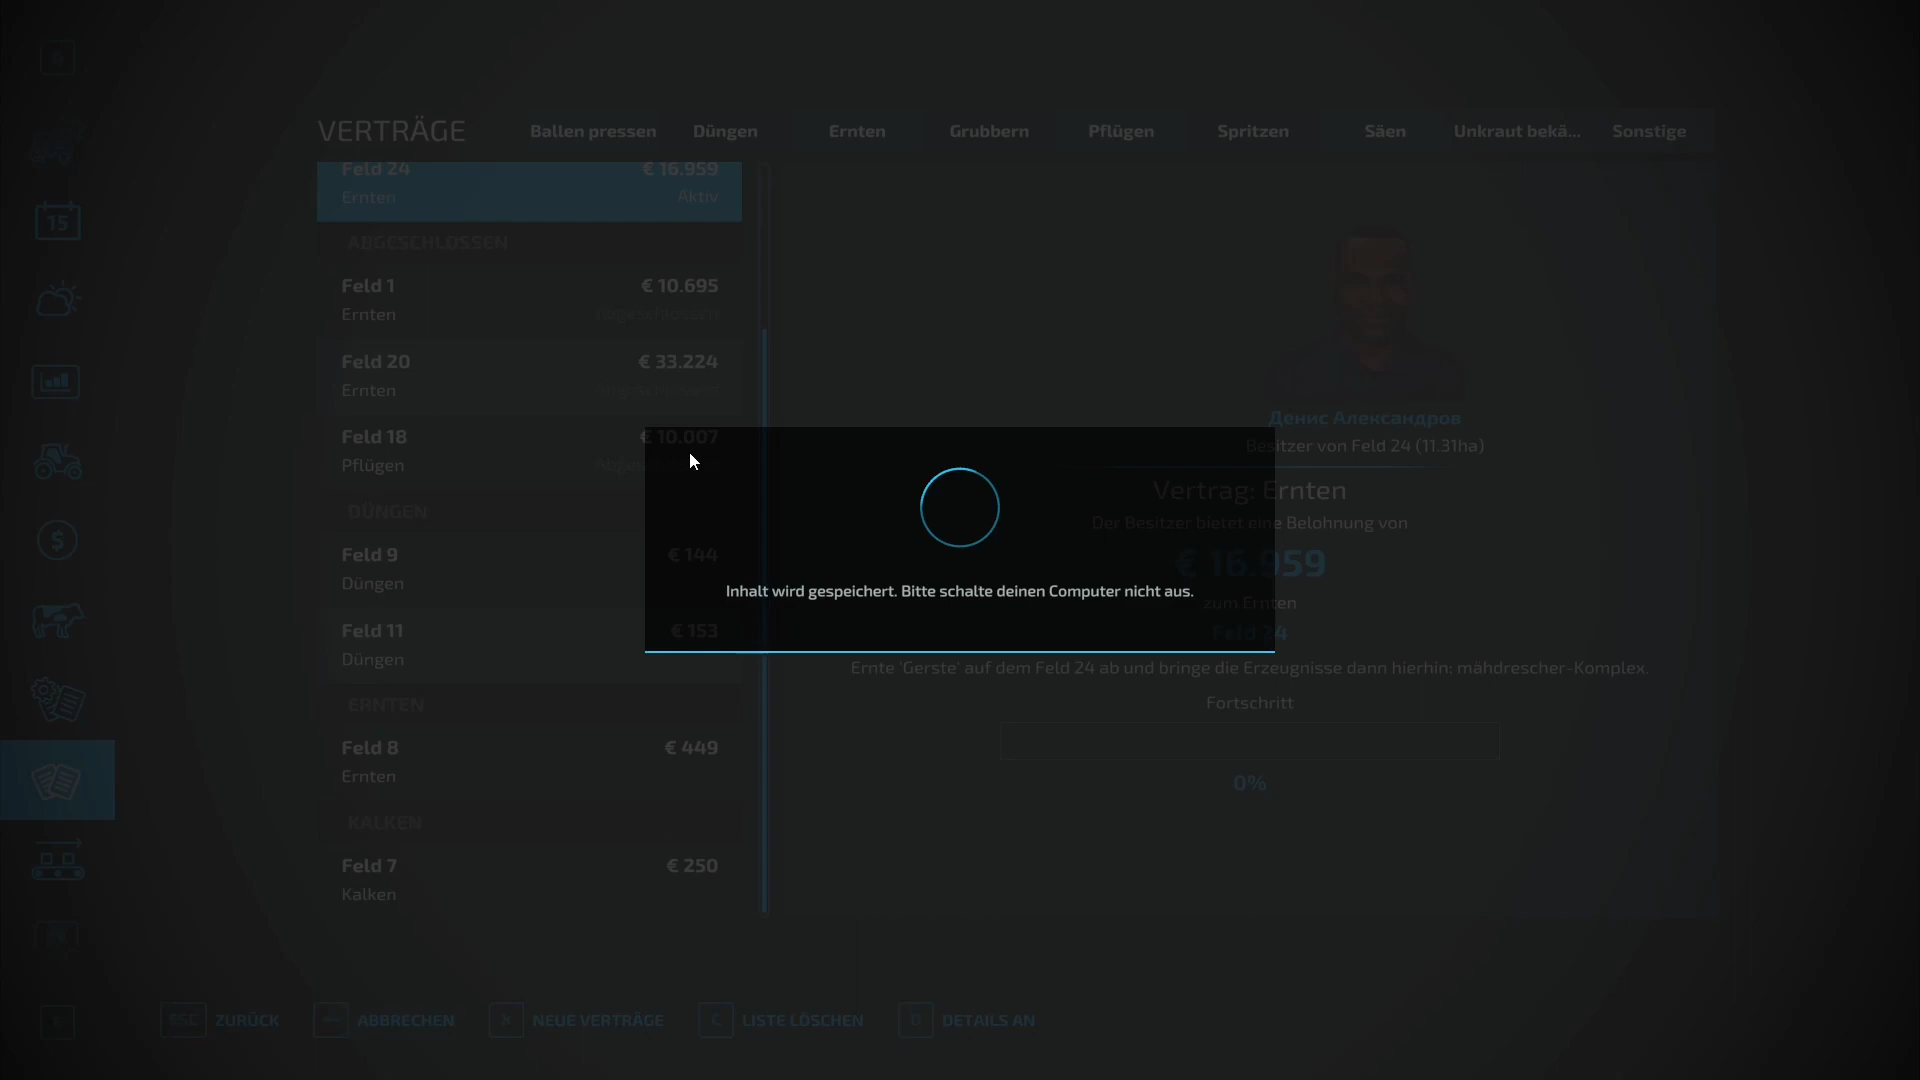 VERTRÄGE
Ballen pressen Düngen Ernten Grubbern Pflügen Spritzen Säen Unkraut bekä... Sonstige
15
Feld 24 € 16.959
Ernten Aktiv
ABGESCHLOSSEN
Feld 1 € 10.695
Ernten Abgeschlossen
Feld 20 € 33.224
Ernten Abgeschlossen
Feld 18 € 10.007
Pflügen
DÜNGEN
Feld 9 € 144
Düngen
Feld 11 € 153
Düngen
ERNTEN
Feld 8 € 449
Ernten
KALKEN
Feld 7 € 250
Kalken
Денис Александров
Besitzer von Feld 24 (11.31ha)
Vertrag: Ernten
Der Besitzer bietet eine Belohnung von
€ 16.959
zum Ernten
Feld 24
Ernte 'Gerste' auf dem Feld 24 ab und bringe die Erzeugnisse dann hierhin: mähdrescher-Komplex.
Fortschritt
0%
Inhalt wird gespeichert. Bitte schalte deinen Computer nicht aus.
ESC ZURÜCK ABBRECHEN X NEUE VERTRÄGE C LISTE LÖSCHEN D DETAILS AN